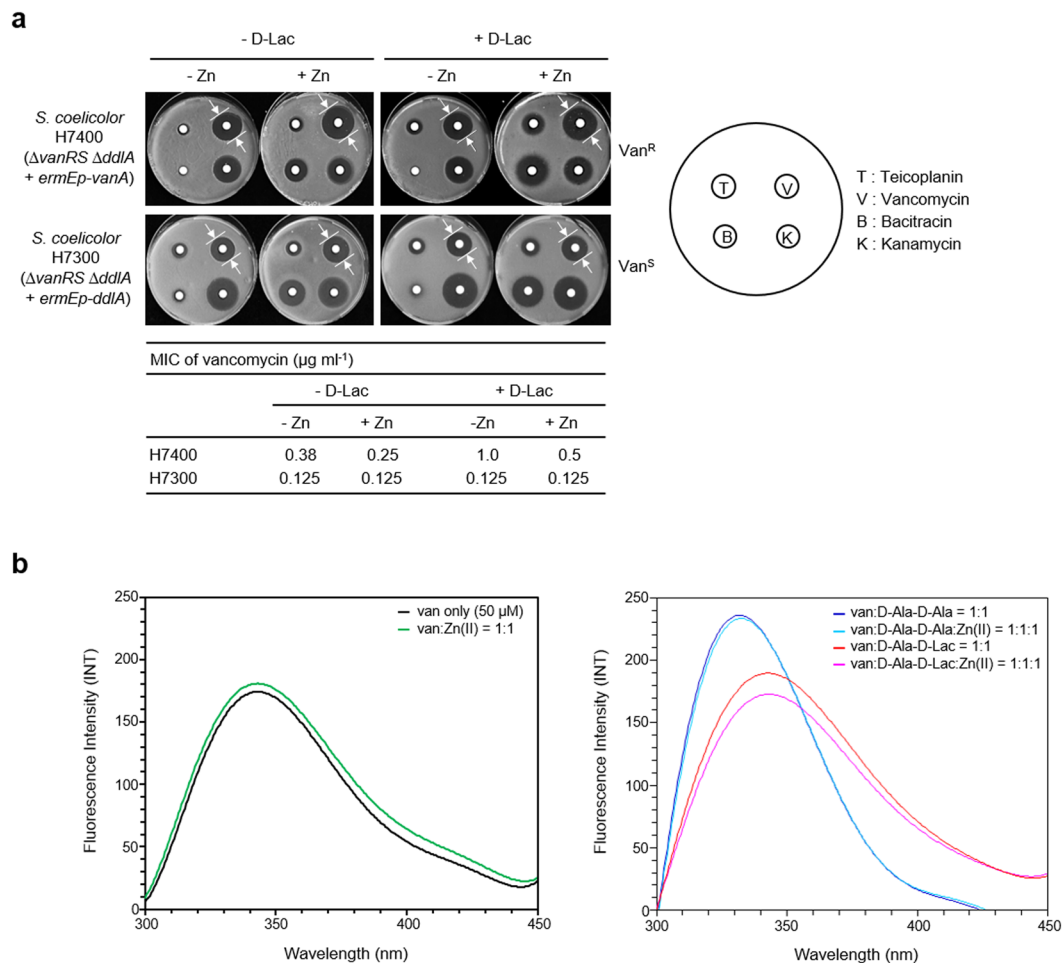 a
- D-Lac + D-Lac
- Zn + Zn - Zn + Zn
S. coelicolor
H7400
(ΔvanRS ΔddlA
+ ermEp-vanA)
Van^R
S. coelicolor
H7300
(ΔvanRS ΔddlA
+ ermEp-ddlA)
Van^S
T V
B K
T : Teicoplanin
V : Vancomycin
B : Bacitracin
K : Kanamycin
MIC of vancomycin (µg ml⁻¹)
- D-Lac + D-Lac
- Zn + Zn -Zn + Zn
H7400 0.38 0.25 1.0 0.5
H7300 0.125 0.125 0.125 0.125
b
Fluorescence Intensity (INT)
250
200
150
100
50
0
300 350 400 450
Wavelength (nm)
van only (50 µM)
van:Zn(II) = 1:1
Fluorescence Intensity (INT)
250
200
150
100
50
0
300 350 400 450
Wavelength (nm)
van:D-Ala-D-Ala = 1:1
van:D-Ala-D-Ala:Zn(II) = 1:1:1
van:D-Ala-D-Lac = 1:1
van:D-Ala-D-Lac:Zn(II) = 1:1:1